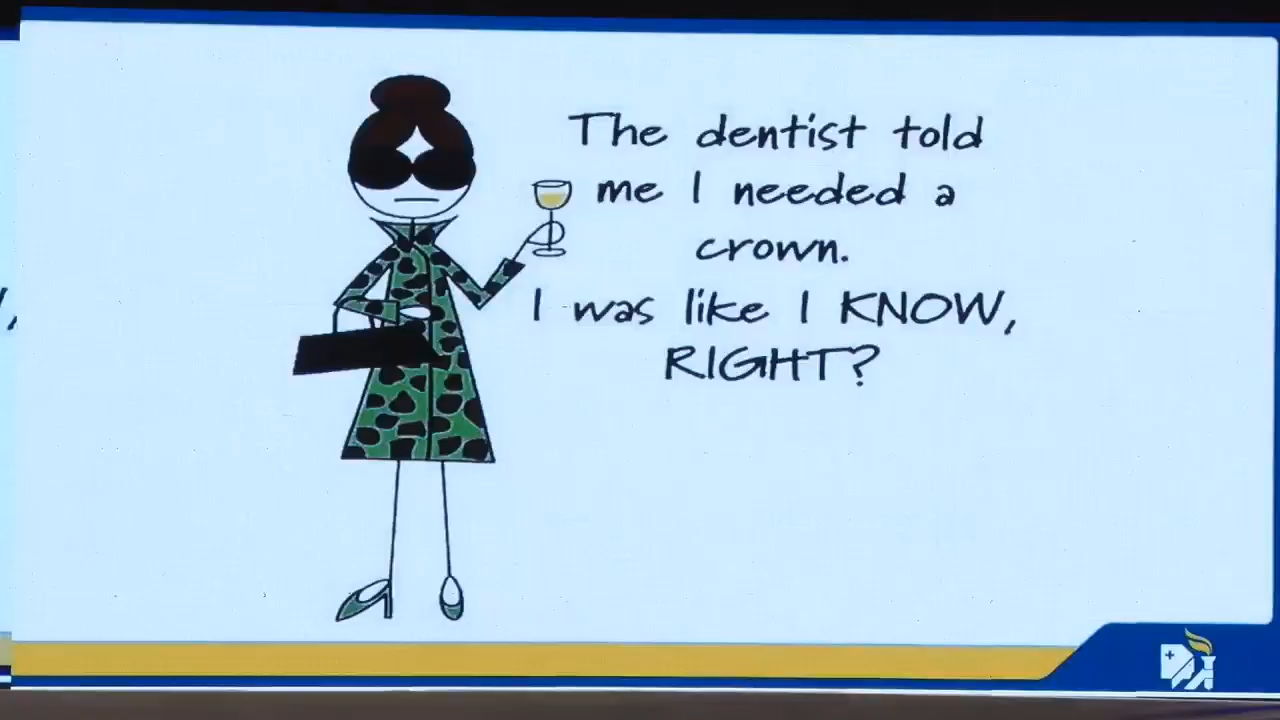 The dentist told
me I needed a
crown.
I was like I KNOW,
RIGHT?